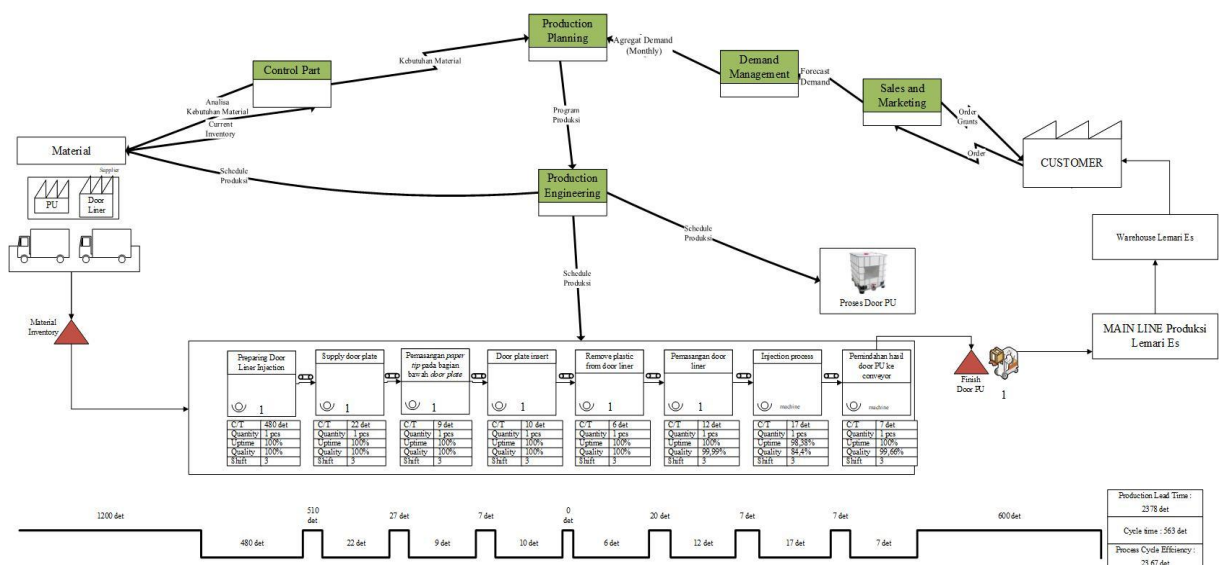 Production
Planning
Agregat Demand
(Monthly)
Kebutuhan Material
Demand
Management
Forecast
Demand
Control Part
Sales and
Marketing
Order
Grants
Order
Analisa
Kebutuhan Material
Current
Inventory
Program
Produksi
Material
CUSTOMER
Supplier
PU
Door
Liner
Schedule
Produksi
Production
Engineering
Schedule
Produksi
Schedule
Produksi
Warehouse Lemari Es
Proses Door PU
Material
Inventory
MAIN LINE Produksi
Lemari Es
Preparing Door
Liner Injection
1
Supply door plate
1
Pemasangan paper
tip pada bagian
bawah door plate
1
Door plate insert
1
Remove plastic
from door liner
1
Pemasangan door
liner
1
Injection process
machine
Pemindahan hasil
door PU ke
conveyor
machine
Finish
Door PU
1
C/T 480 det
Quantity 1 pcs
Uptime 100%
Quality 100%
Shift 3
C/T 22 det
Quantity 1 pcs
Uptime 100%
Quality 100%
Shift 3
C/T 9 det
Quantity 1 pcs
Uptime 100%
Quality 100%
Shift 3
C/T 10 det
Quantity 1 pcs
Uptime 100%
Quality 100%
Shift 3
C/T 6 det
Quantity 1 pcs
Uptime 100%
Quality 100%
Shift 3
C/T 12 det
Quantity 1 pcs
Uptime 100%
Quality 99,99%
Shift 3
C/T 17 det
Quantity 1 pcs
Uptime 98,38%
Quality 84,4%
Shift 3
C/T 7 det
Quantity 1 pcs
Uptime 100%
Quality 99,66%
Shift 3
1200 det
480 det
510
det
22 det
27 det
9 det
7 det
10 det
0
det
6 det
20 det
12 det
7 det
17 det
7 det
7 det
600 det
Production Lead Time :
2378 det
Cycle time : 563 det
Process Cycle Effciency :
23.67 det